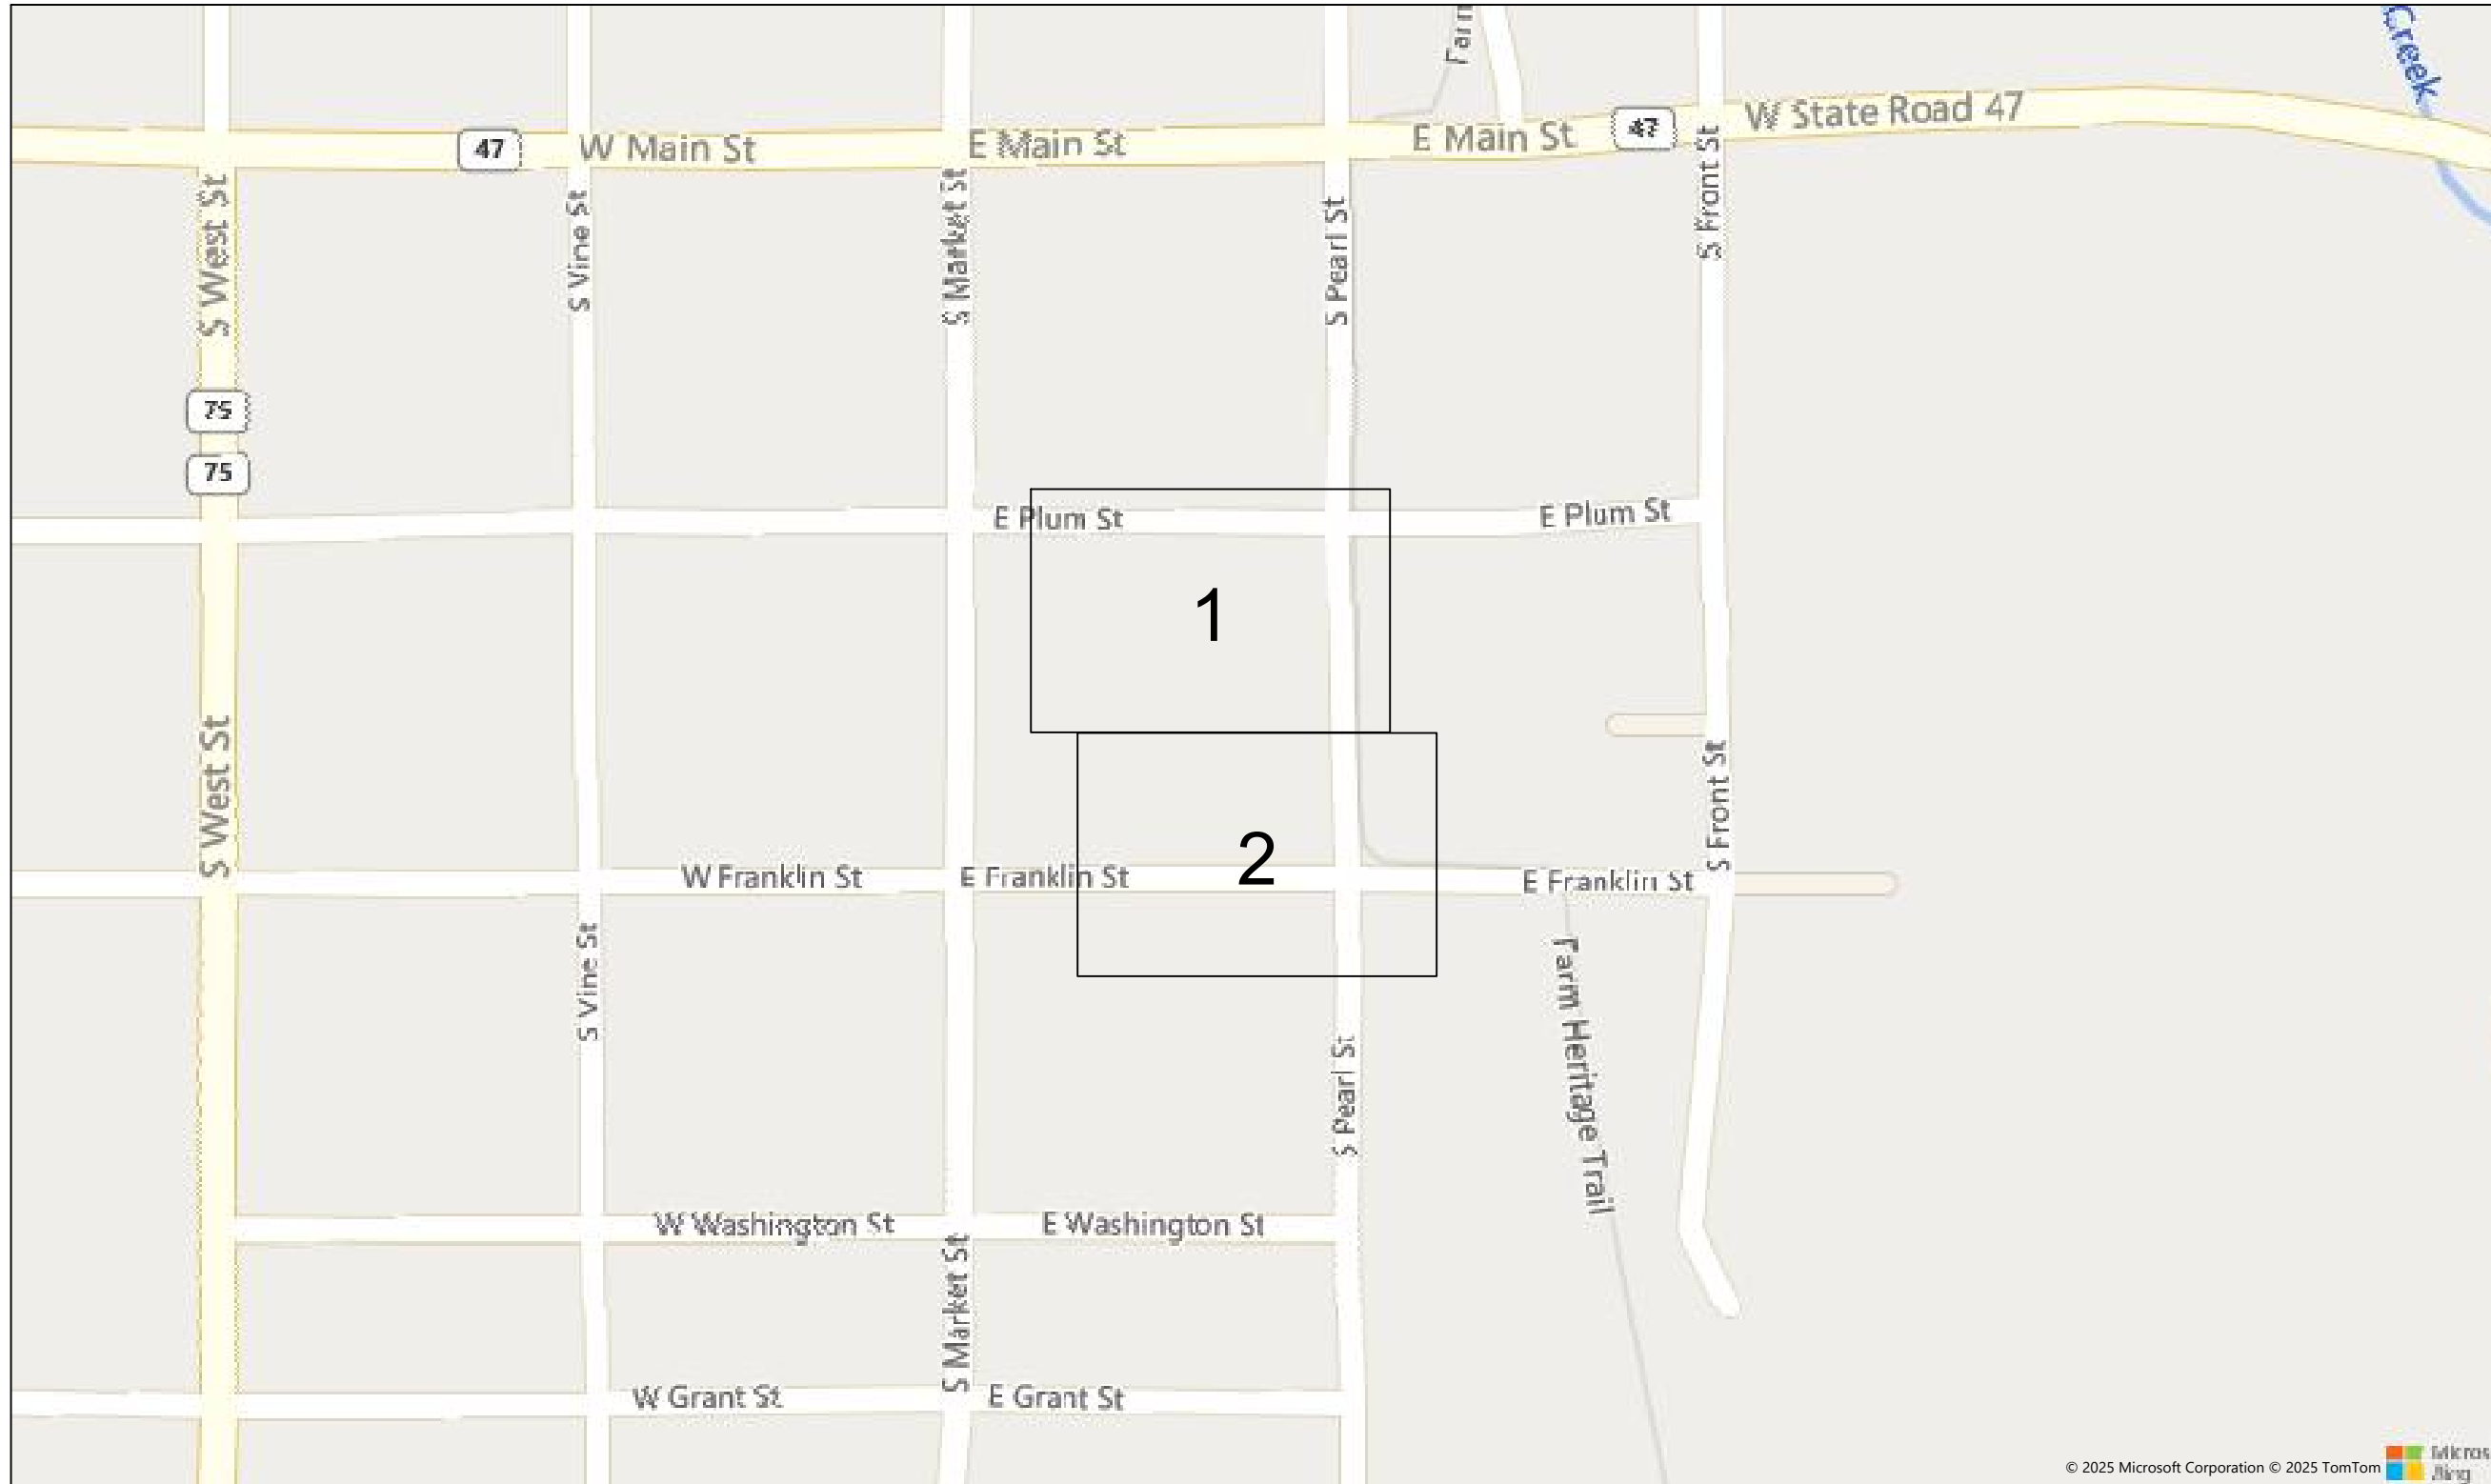 Creek
W State Road 47
47
W Main St
E Main St
E Main St
47
S West St
S Vine St
S Market St
S Pearl St
S Front St
75
75
E Plum St
E Plum St
1
S West St
S Front St
2
W Franklin St
E Franklin St
E Franklin St
S Vine St
Farm Heritage Trail
S Pearl St
W Washington St
E Washington St
S Market St
W Grant St
E Grant St
© 2025 Microsoft Corporation © 2025 TomTom
Bing